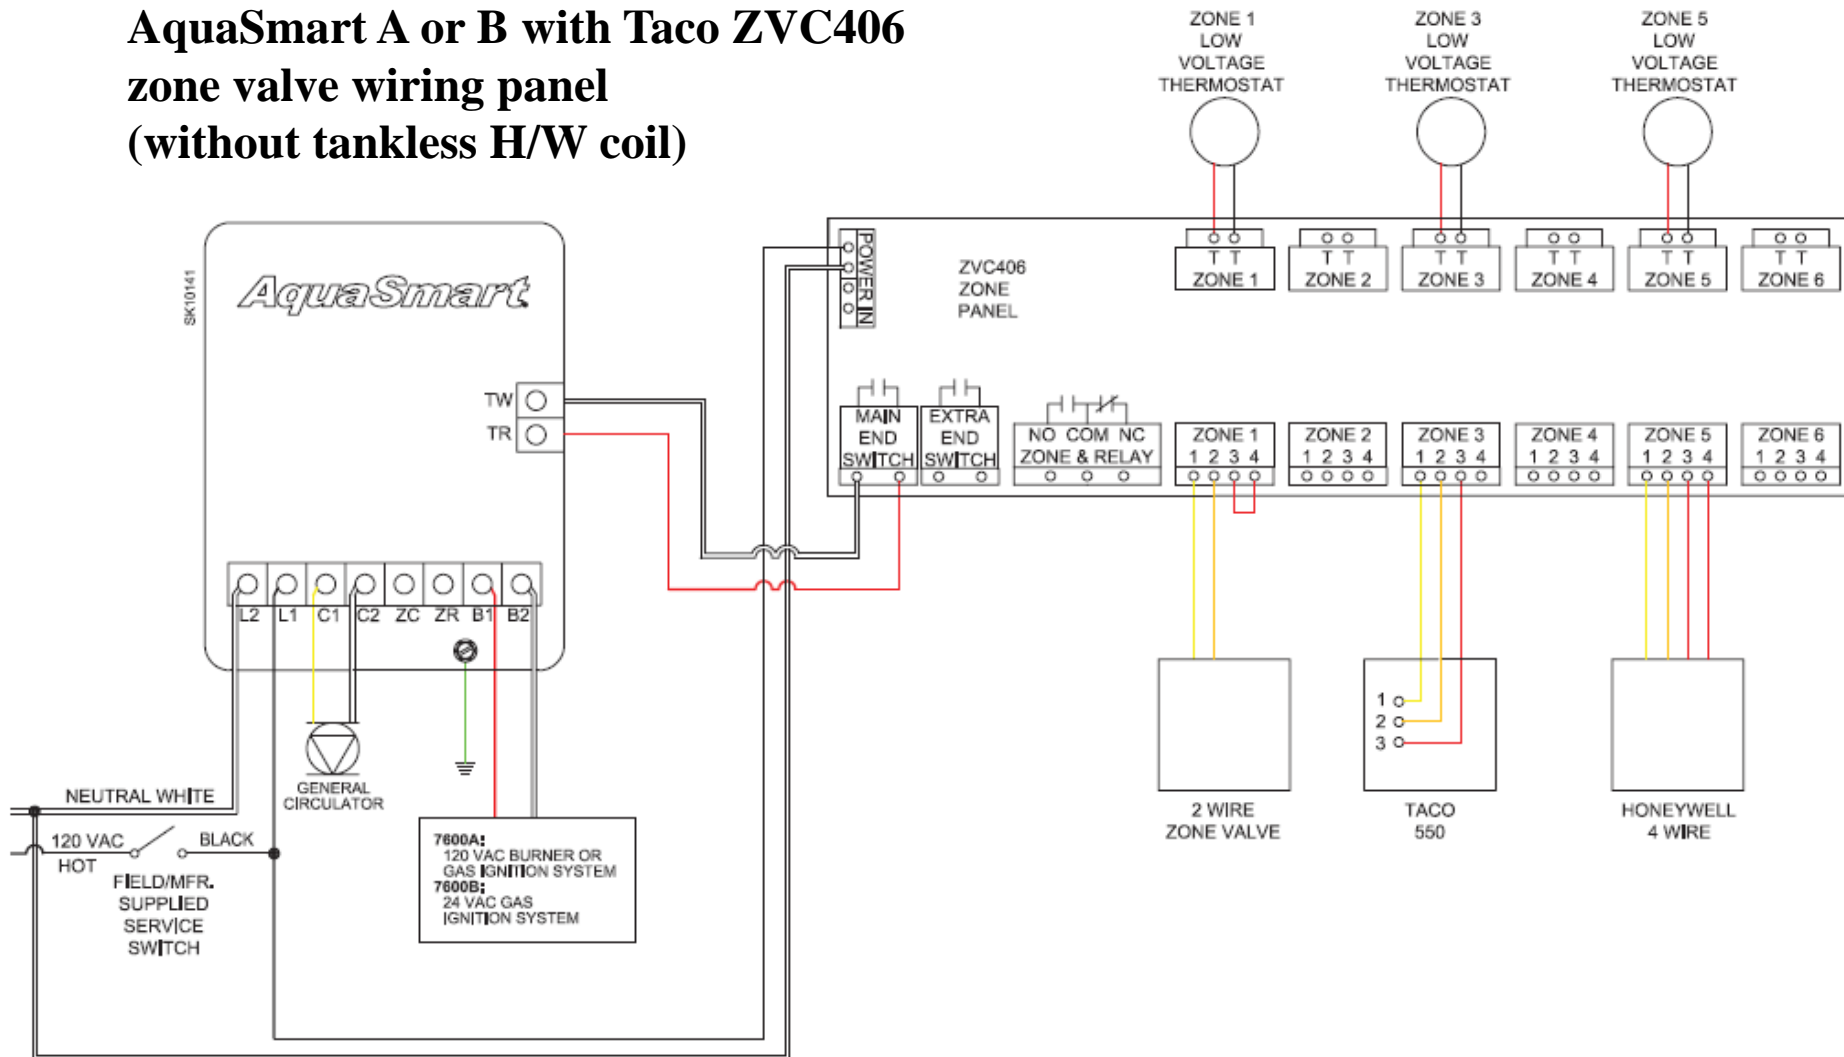 AquaSmart A or B with Taco ZVC406
zone valve wiring panel
(without tankless H/W coil)
ZONE 1
LOW
VOLTAGE
THERMOSTAT
ZONE 3
LOW
VOLTAGE
THERMOSTAT
ZONE 5
LOW
VOLTAGE
THERMOSTAT
SK10141
AquaSmart
TW
TR
POWER IN
ZVC406
ZONE
PANEL
T T
ZONE 1
T T
ZONE 2
T T
ZONE 3
T T
ZONE 4
T T
ZONE 5
T T
ZONE 6
MAIN
END
SWITCH
EXTRA
END
SWITCH
NO COM NC
ZONE & RELAY
ZONE 1
1 2 3 4
ZONE 2
1 2 3 4
ZONE 3
1 2 3 4
ZONE 4
1 2 3 4
ZONE 5
1 2 3 4
ZONE 6
1 2 3 4
L2 L1 C1 C2 ZC ZR B1 B2
GENERAL
CIRCULATOR
NEUTRAL WHITE
120 VAC
HOT
BLACK
FIELD/MFR.
SUPPLIED
SERVICE
SWITCH
7600A:
120 VAC BURNER OR
GAS IGNITION SYSTEM
7600B:
24 VAC GAS
IGNITION SYSTEM
2 WIRE
ZONE VALVE
1
2
3
TACO
550
HONEYWELL
4 WIRE